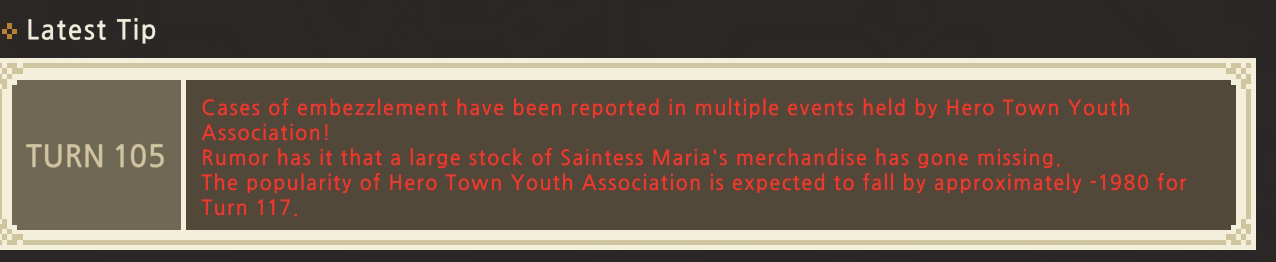 Latest Tip
TURN 105
Cases of embezzlement have been reported in multiple events held by Hero Town Youth
Association!
Rumor has it that a large stock of Saintess Maria's merchandise has gone missing.
The popularity of Hero Town Youth Association is expected to fall by approximately -1980 for
Turn 117.